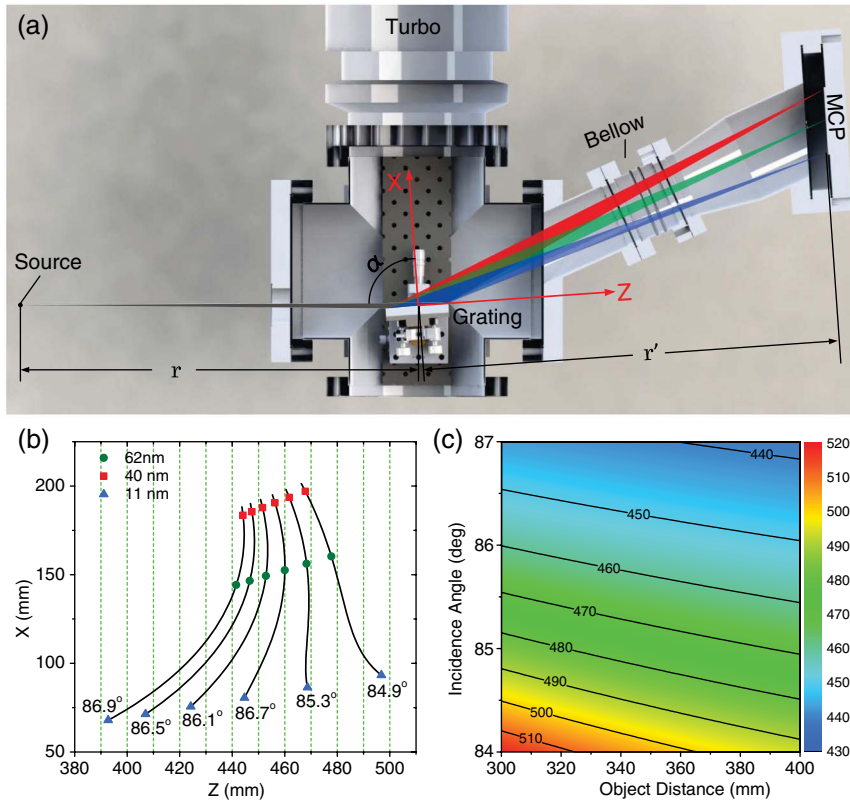 (a)
Turbo
MCP
Bellow
X
Source
α
Z
Grating
r
r'
(b)
62nm
40 nm
11 nm
X (mm)
200
150
100
50
86.9°
86.5°
86.1°
86.7°
85.3°
84.9°
380 400 420 440 460 480 500
Z (mm)
(c)
Incidence Angle (deg)
87
86
85
84
440
450
460
470
480
490
500
510
300 320 340 360 380 400
Object Distance (mm)
520
510
500
490
480
470
460
450
440
430